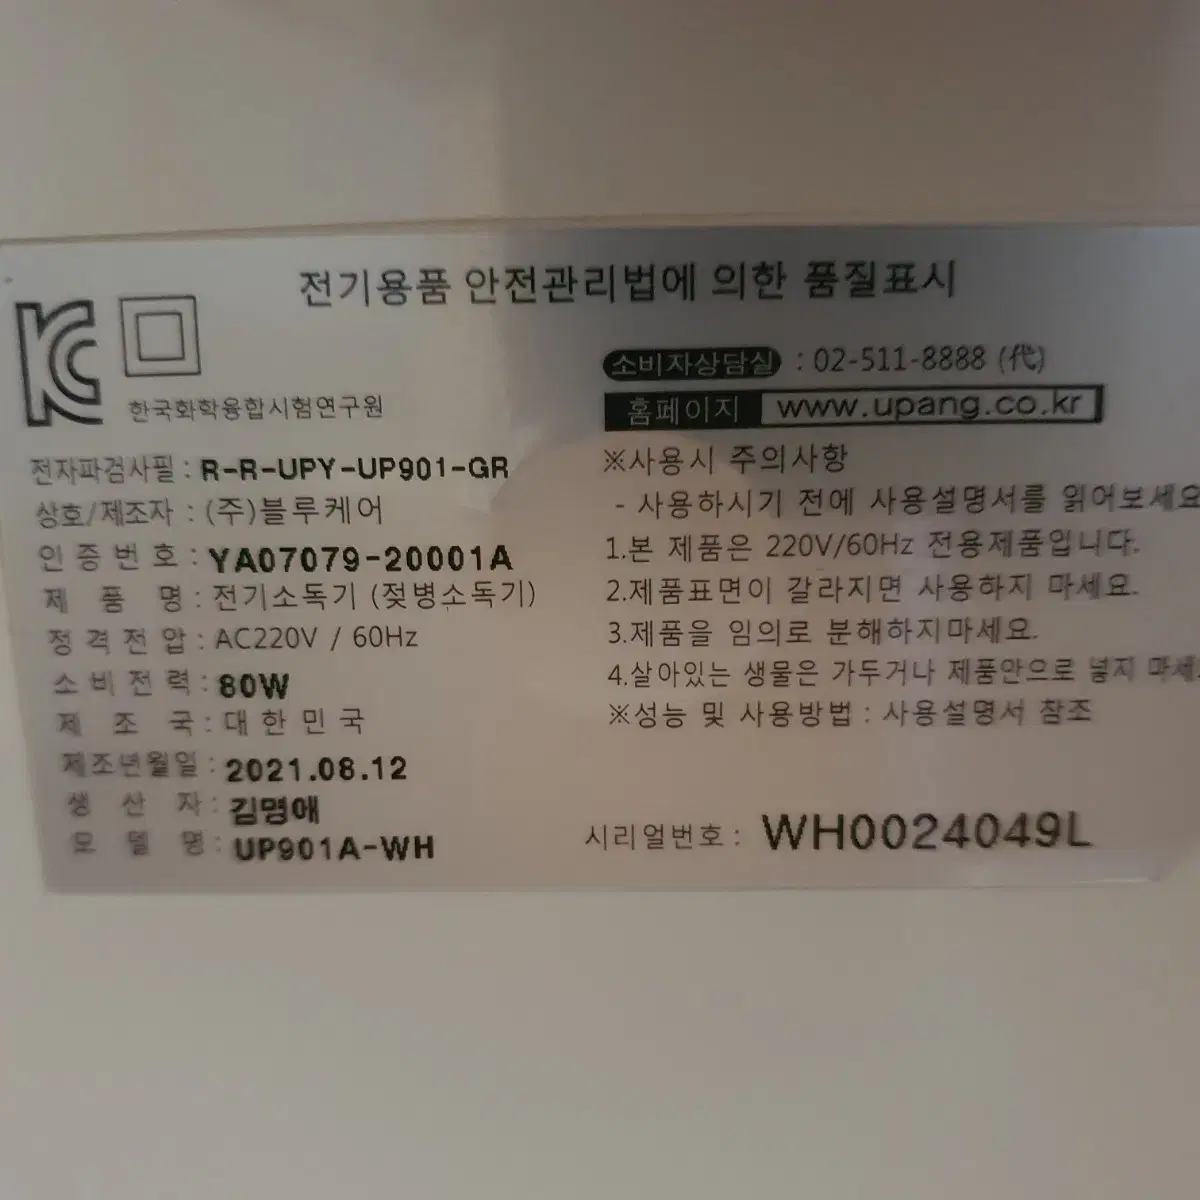 전기용품 안전관리법에 의한 품질표시
KC
한국화학융합시험연구원
전자파검사필 : R-R-UPY-UP901-GR
상호/제조자 : (주)블루케어
인증번호 : YA07079-20001A
제 품 명 : 전기소독기 (젖병소독기)
정격전압 : AC220V / 60Hz
소비전력 : 80W
제 조 국 : 대한민국
제조년월일 : 2021.08.12
생 산 자 : 김명애
모 델 명 : UP901A-WH
소비자상담실 : 02-511-8888 (代)
홈페이지 www.upang.co.kr
※사용시 주의사항
- 사용하시기 전에 사용설명서를 읽어보세요
1.본 제품은 220V/60Hz 전용제품입니다.
2.제품표면이 갈라지면 사용하지 마세요.
3.제품을 임의로 분해하지마세요.
4.살아있는 생물은 가두거나 제품안으로 넣지 마세요
※성능 및 사용방법 : 사용설명서 참조
시리얼번호 : WH0024049L